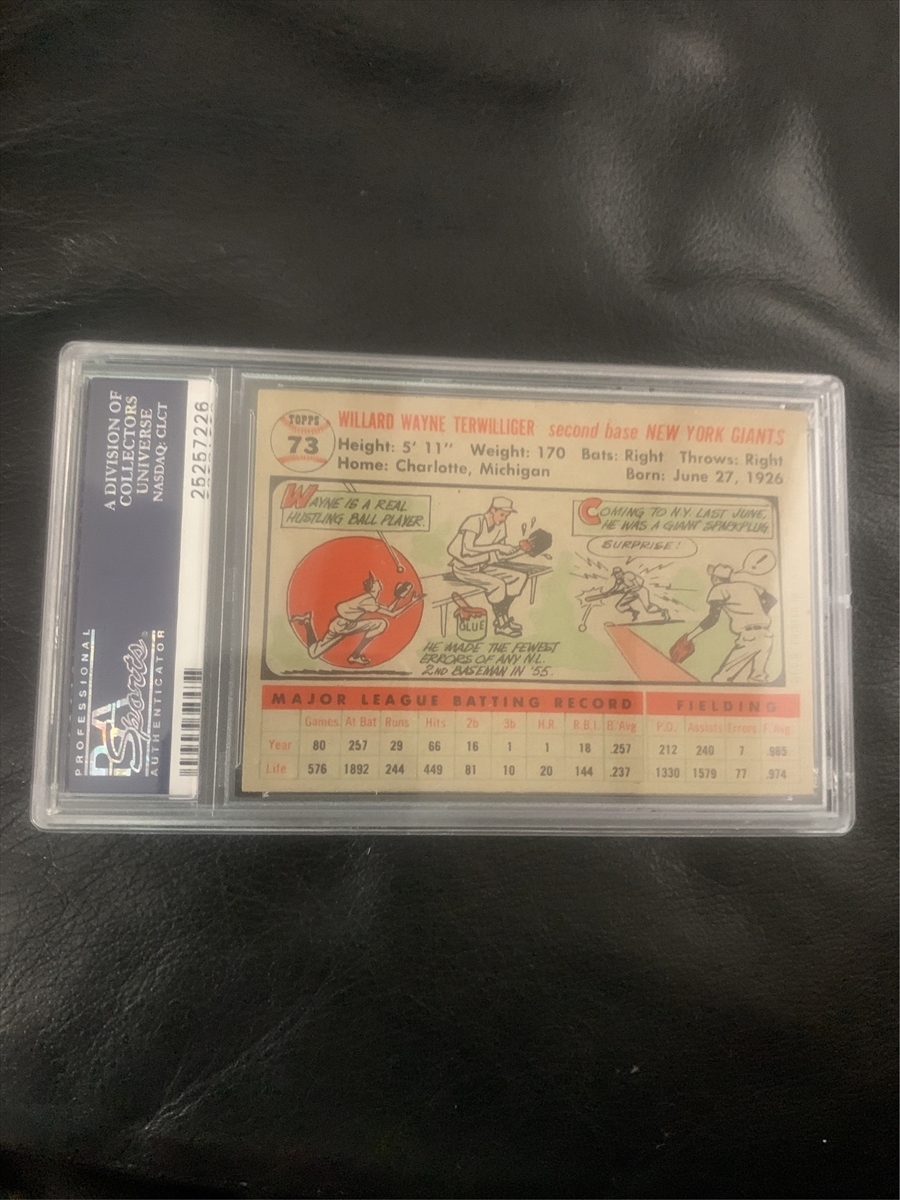 A DIVISION OF
COLLECTORS
UNIVERSE
NASDAQ: CLCT
25257226
PROFESSIONAL
PSA
Sports
AUTHENTICATOR
TOPPS
73
WILLARD WAYNE TERWILLIGER second base NEW YORK GIANTS
Height: 5' 11" Weight: 170 Bats: Right Throws: Right
Home: Charlotte, Michigan Born: June 27, 1926
WAYNE IS A REAL
HUSTLING BALL PLAYER.
GLUE
HE MADE THE FEWEST
ERRORS OF ANY N.L.
2ND BASEMAN IN '55.
COMING TO N.Y. LAST JUNE,
HE WAS A GIANT SPARKPLUG
SURPRISE!
!
MAJOR LEAGUE BATTING RECORD FIELDING
Games At Bat Runs Hits 2b 3b H.R. R.B.I. B.Avg P.O. Assists Errors F.Avg.
Year 80 257 29 66 16 1 1 18 .257 212 240 7 .985
Life 576 1892 244 449 81 10 20 144 .237 1330 1579 77 .974